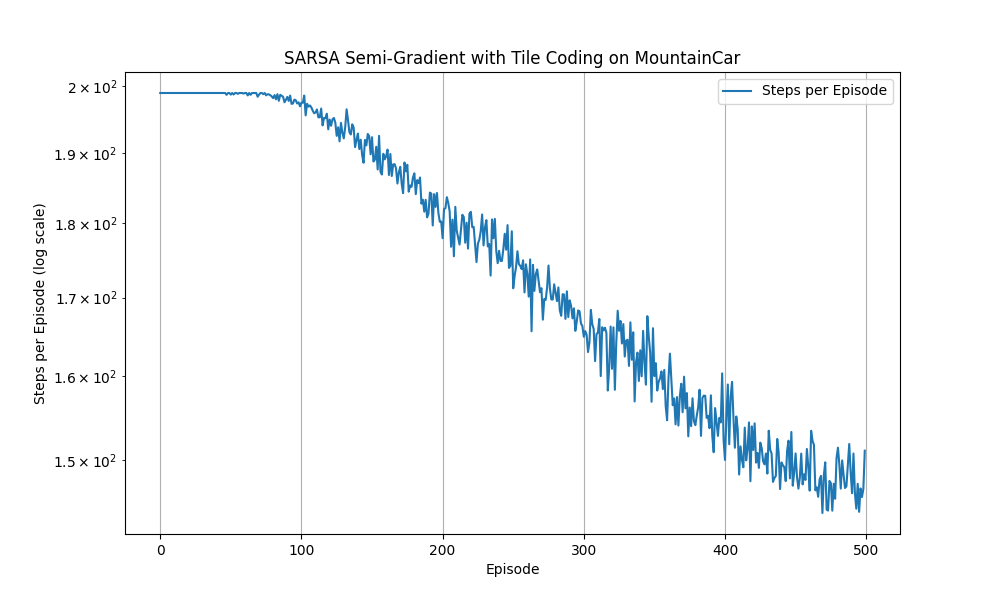 SARSA Semi-Gradient with Tile Coding on MountainCar
Steps per Episode
2 × 10²
1.9 × 10²
1.8 × 10²
1.7 × 10²
1.6 × 10²
1.5 × 10²
Steps per Episode (log scale)
0 100 200 300 400 500
Episode